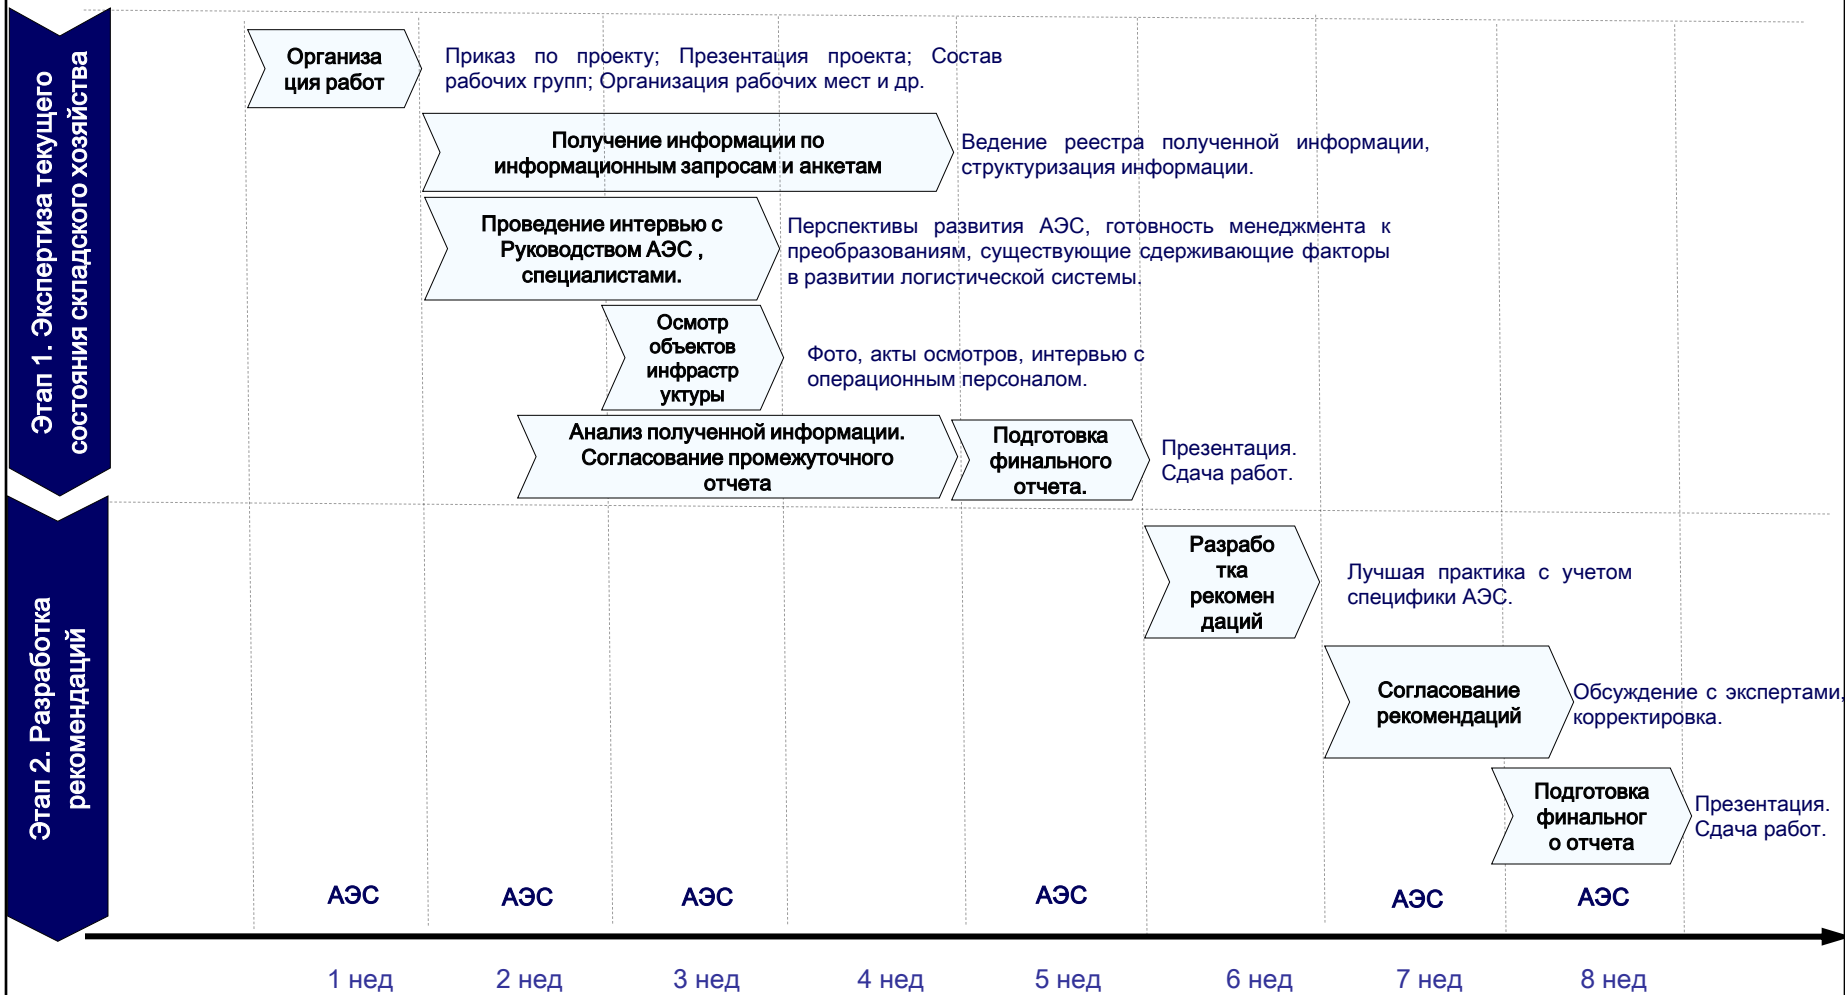 Этап 1. Экспертиза текущего
состояния складского хозяйства
Организа
ция работ
Приказ по проекту; Презентация проекта; Состав
рабочих групп; Организация рабочих мест и др.
Получение информации по
информационным запросам и анкетам
Ведение реестра полученной информации,
структуризация информации.
Проведение интервью с
Руководством АЭС ,
специалистами.
Перспективы развития АЭС, готовность менеджмента к
преобразованиям, существующие сдерживающие факторы
в развитии логистической системы.
Осмотр
объектов
инфрастр
уктуры
Фото, акты осмотров, интервью с
операционным персоналом.
Анализ полученной информации.
Согласование промежуточного
отчета
Подготовка
финального
отчета.
Презентация.
Сдача работ.
Этап 2. Разработка
рекомендаций
Разрабо
тка
рекомен
даций
Лучшая практика с учетом
специфики АЭС.
Согласование
рекомендаций
Обсуждение с экспертами,
корректировка.
Подготовка
финальног
о отчета
Презентация.
Сдача работ.
АЭС АЭС АЭС АЭС АЭС АЭС
1 нед 2 нед 3 нед 4 нед 5 нед 6 нед 7 нед 8 нед